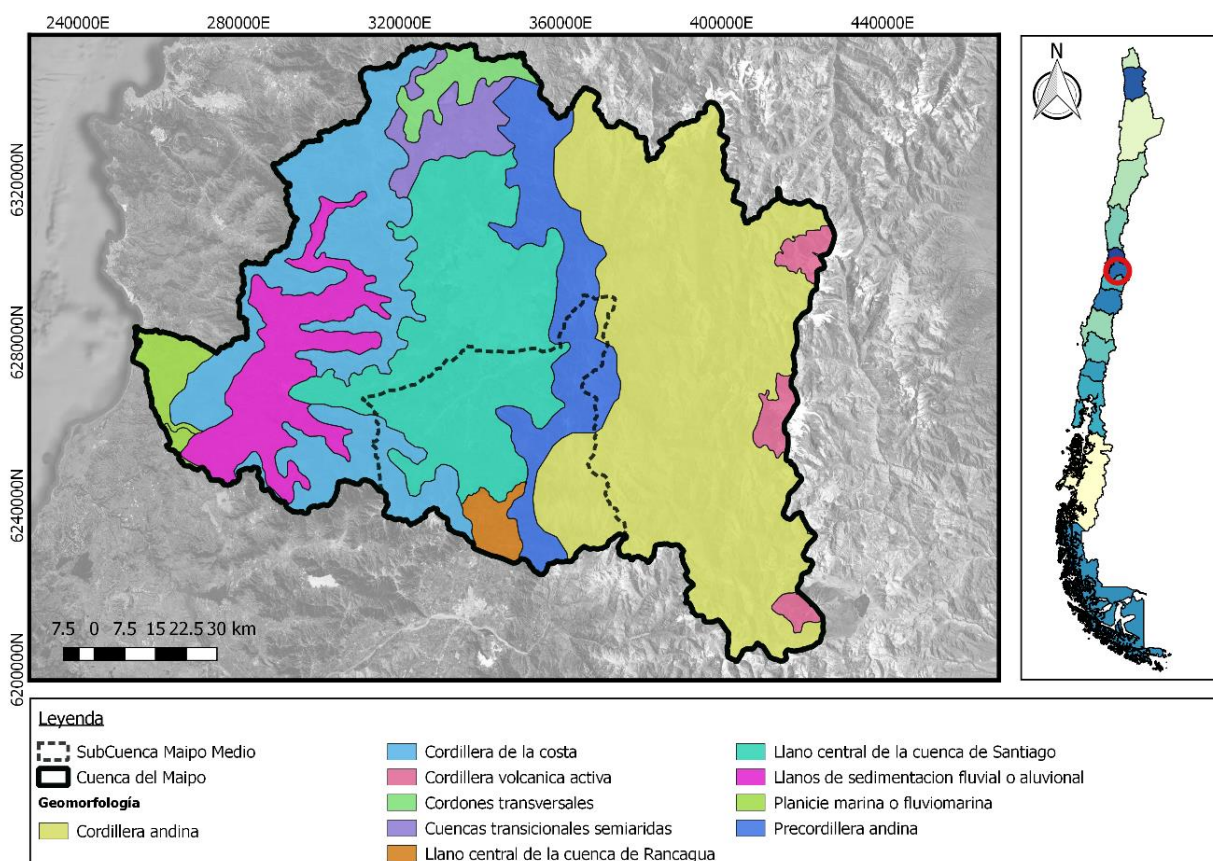 240000E 280000E 320000E 360000E 400000E 440000E
6320000N
6280000N
6240000N
6200000N
7.5 0 7.5 15 22.5 30 km
N
Leyenda
SubCuenca Maipo Medio
Cuenca del Maipo
Geomorfología
Cordillera andina
Cordillera de la costa
Cordillera volcanica activa
Cordones transversales
Cuencas transicionales semiaridas
Llano central de la cuenca de Rancagua
Llano central de la cuenca de Santiago
Llanos de sedimentacion fluvial o aluvional
Planicie marina o fluviomarina
Precordillera andina